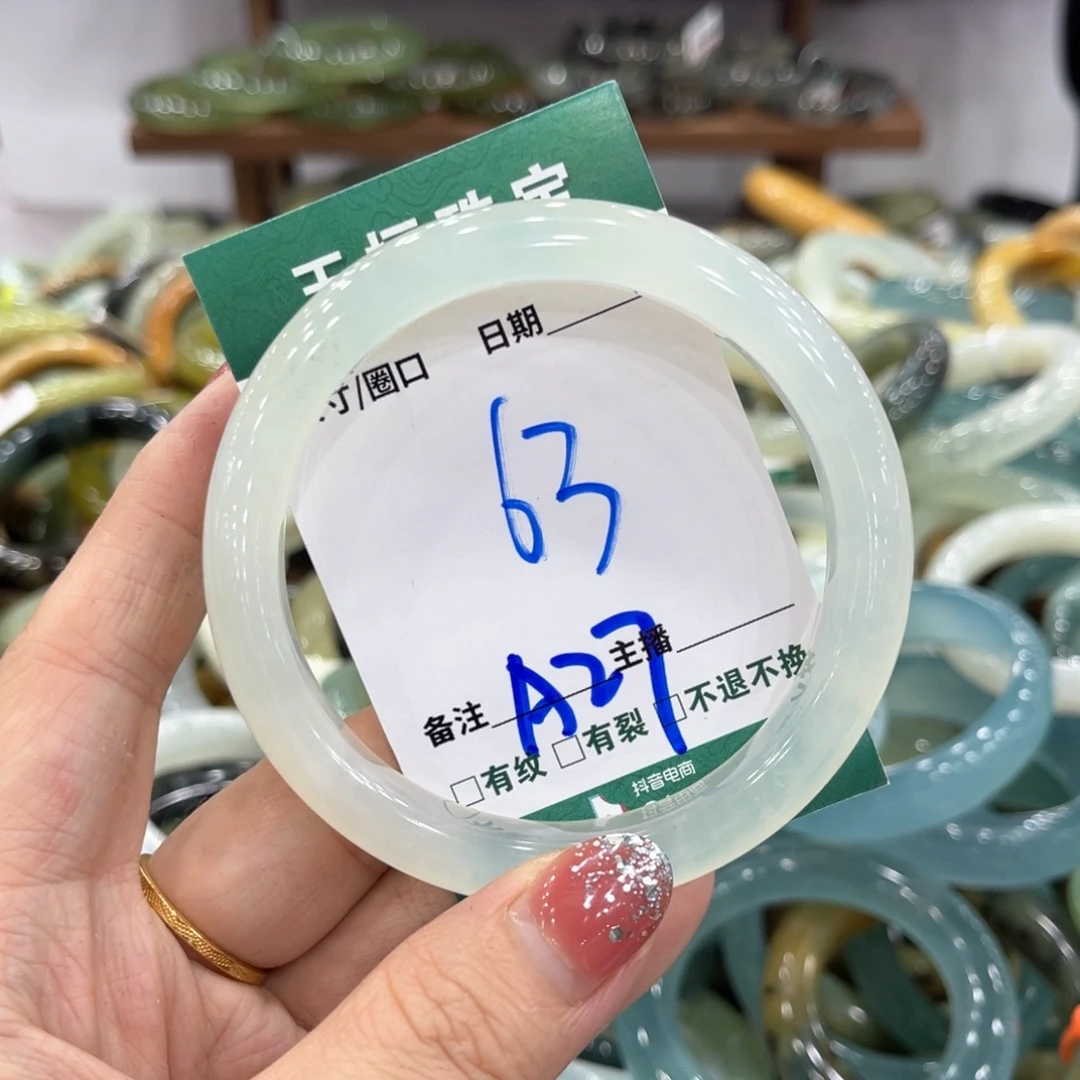 日期
寸/圈口
63
主播
备注 A27
□有纹 □有裂 □不退不换
抖音电商